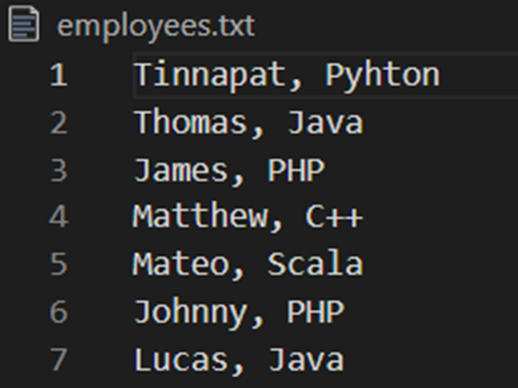 employees.txt
1 Tinnapat, Pyhton
2 Thomas, Java
3 James, PHP
4 Matthew, C++
5 Mateo, Scala
6 Johnny, PHP
7 Lucas, Java